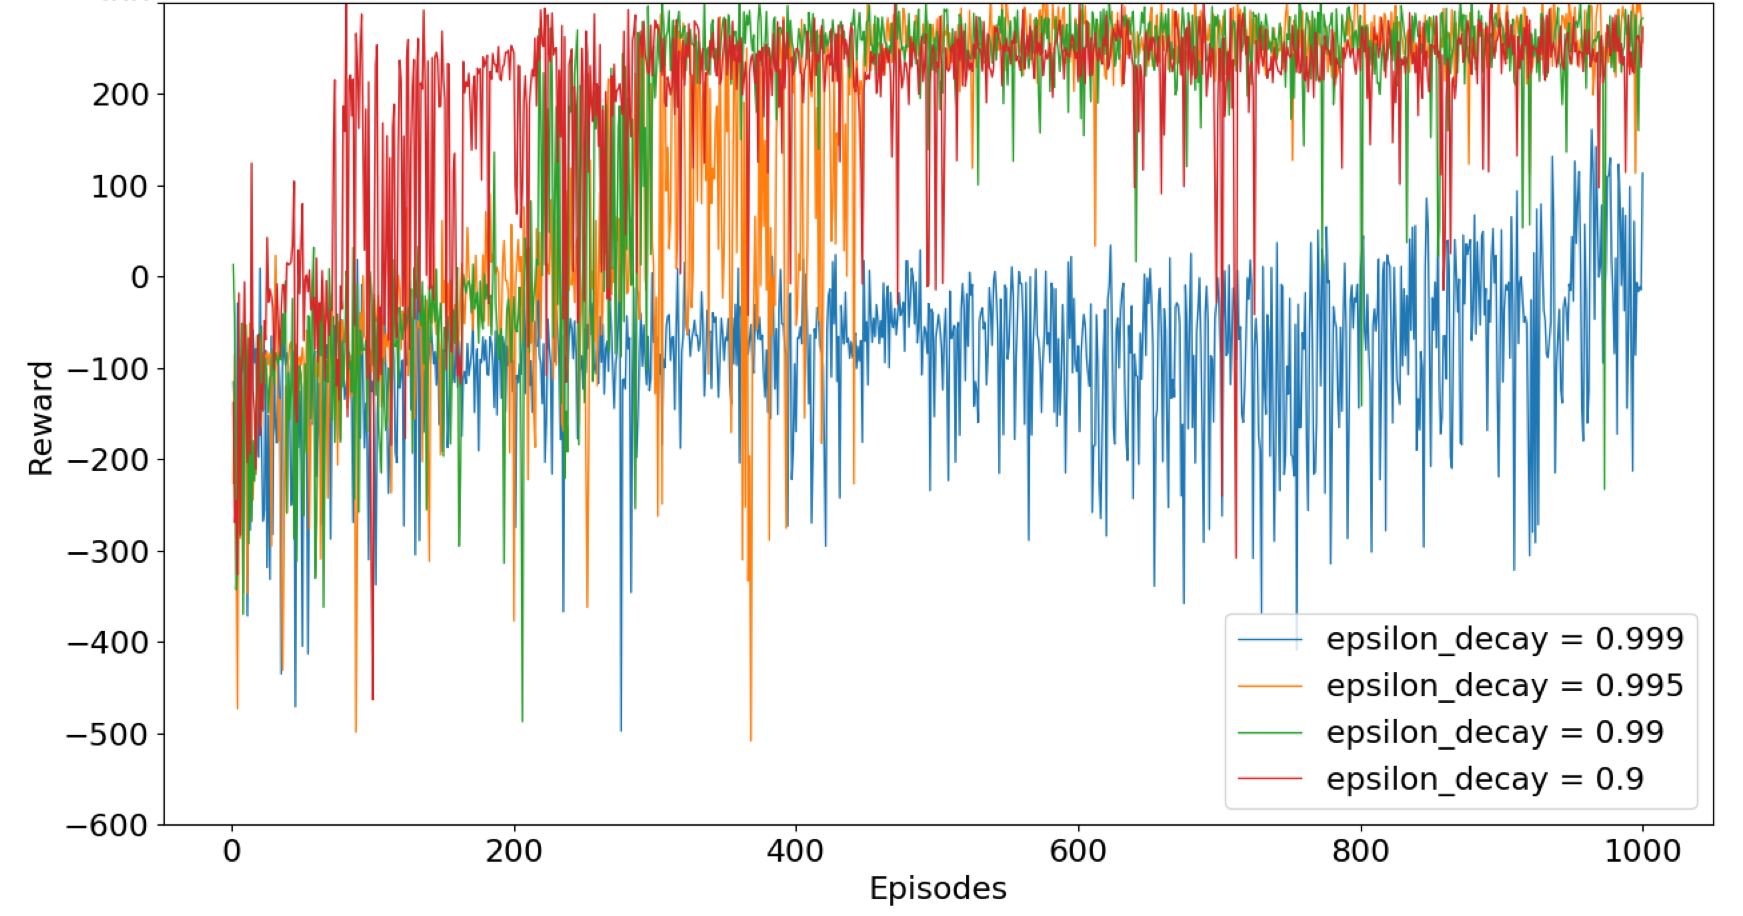 200
100
0
−100
−200
−300
−400
−500
−600
Reward
0 200 400 600 800 1000
Episodes
epsilon_decay = 0.999
epsilon_decay = 0.995
epsilon_decay = 0.99
epsilon_decay = 0.9